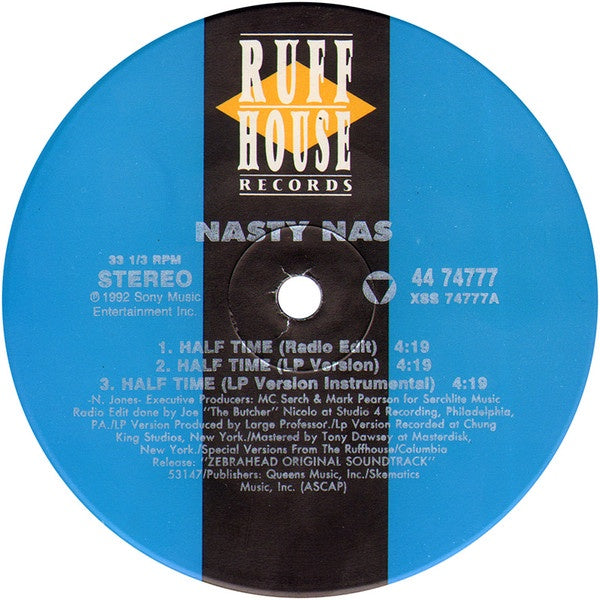 RUFF
HOUSE
RECORDS
NASTY NAS
33 1/3 RPM
STEREO
℗ 1992 Sony Music
Entertainment Inc.
44 74777
XSS 74777A
1. HALF TIME (Radio Edit) 4:19
2. HALF TIME (LP Version) 4:19
3. HALF TIME (LP Version Instrumental) 4:19
-N. Jones- Executive Producers: MC Serch & Mark Pearson for Serchlite Music
Radio Edit done by Joe "The Butcher" Nicolo at Studio 4 Recording, Philadelphia,
PA./LP Version Produced by Large Professor./Lp Version Recorded at Chung
King Studios, New York./Mastered by Tony Dawsey at Masterdisk,
New York./Special Versions From The Ruffhouse/Columbia
Release: "ZEBRAHEAD ORIGINAL SOUNDTRACK"
53147/Publishers: Queens Music, Inc./Skematics
Music, Inc. (ASCAP)